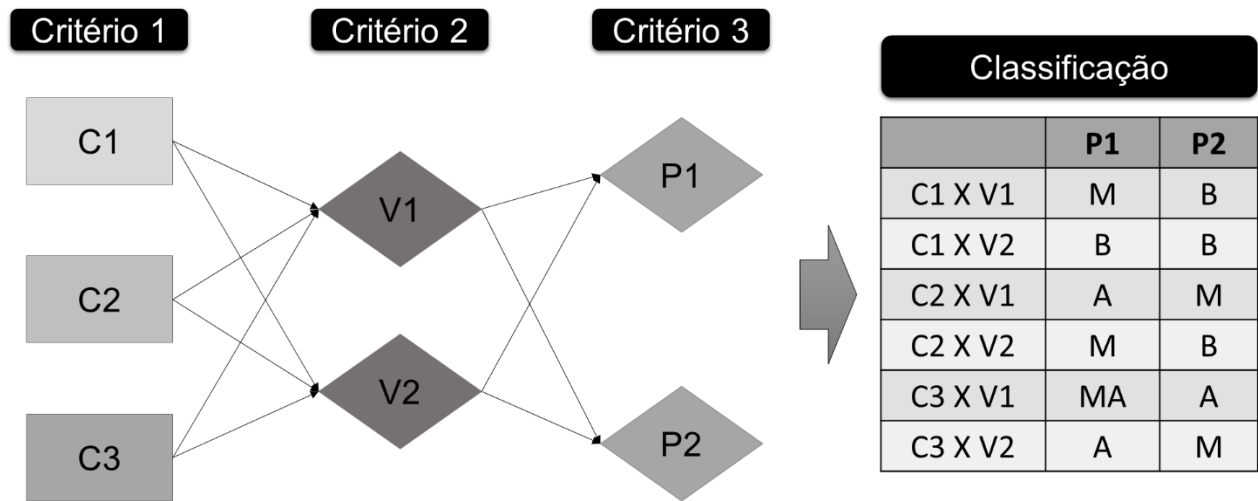 Critério 1
Critério 2
Critério 3
Classificação
C1
C2
C3
V1
V2
P1
P2
P1 P2
C1 X V1 M B
C1 X V2 B B
C2 X V1 A M
C2 X V2 M B
C3 X V1 MA A
C3 X V2 A M